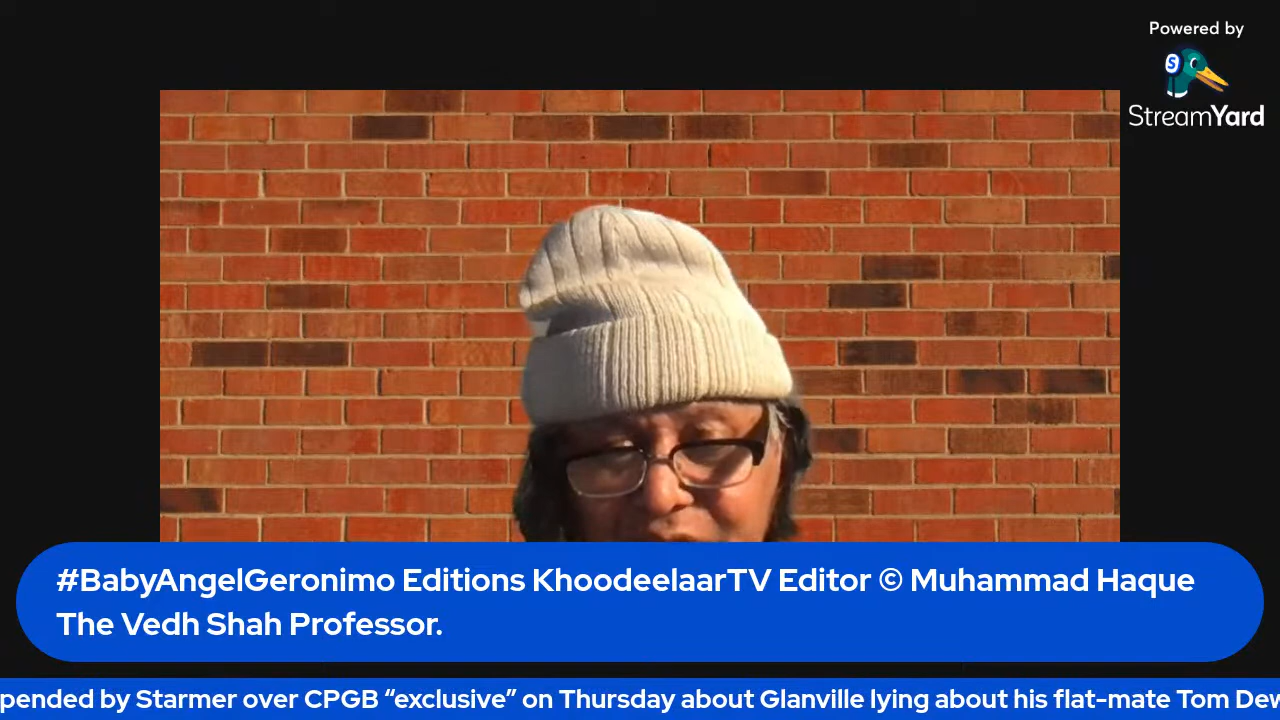 Powered by
S
StreamYard
#BabyAngelGeronimo Editions KhoodeelaarTV Editor © Muhammad Haque
The Vedh Shah Professor.
pended by Starmer over CPGB “exclusive” on Thursday about Glanville lying about his flat-mate Tom Dew